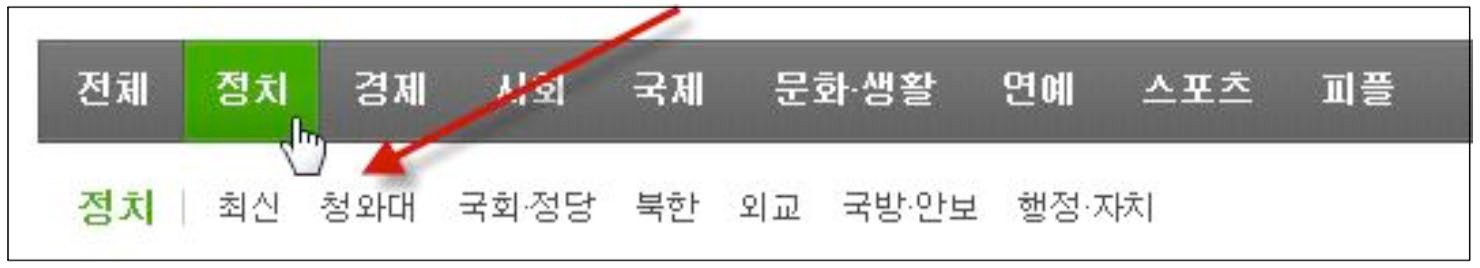 전체 정치 경제 사회 국제 문화·생활 연예 스포츠 피플
정치 최신 청와대 국회·정당 북한 외교 국방·안보 행정·자치